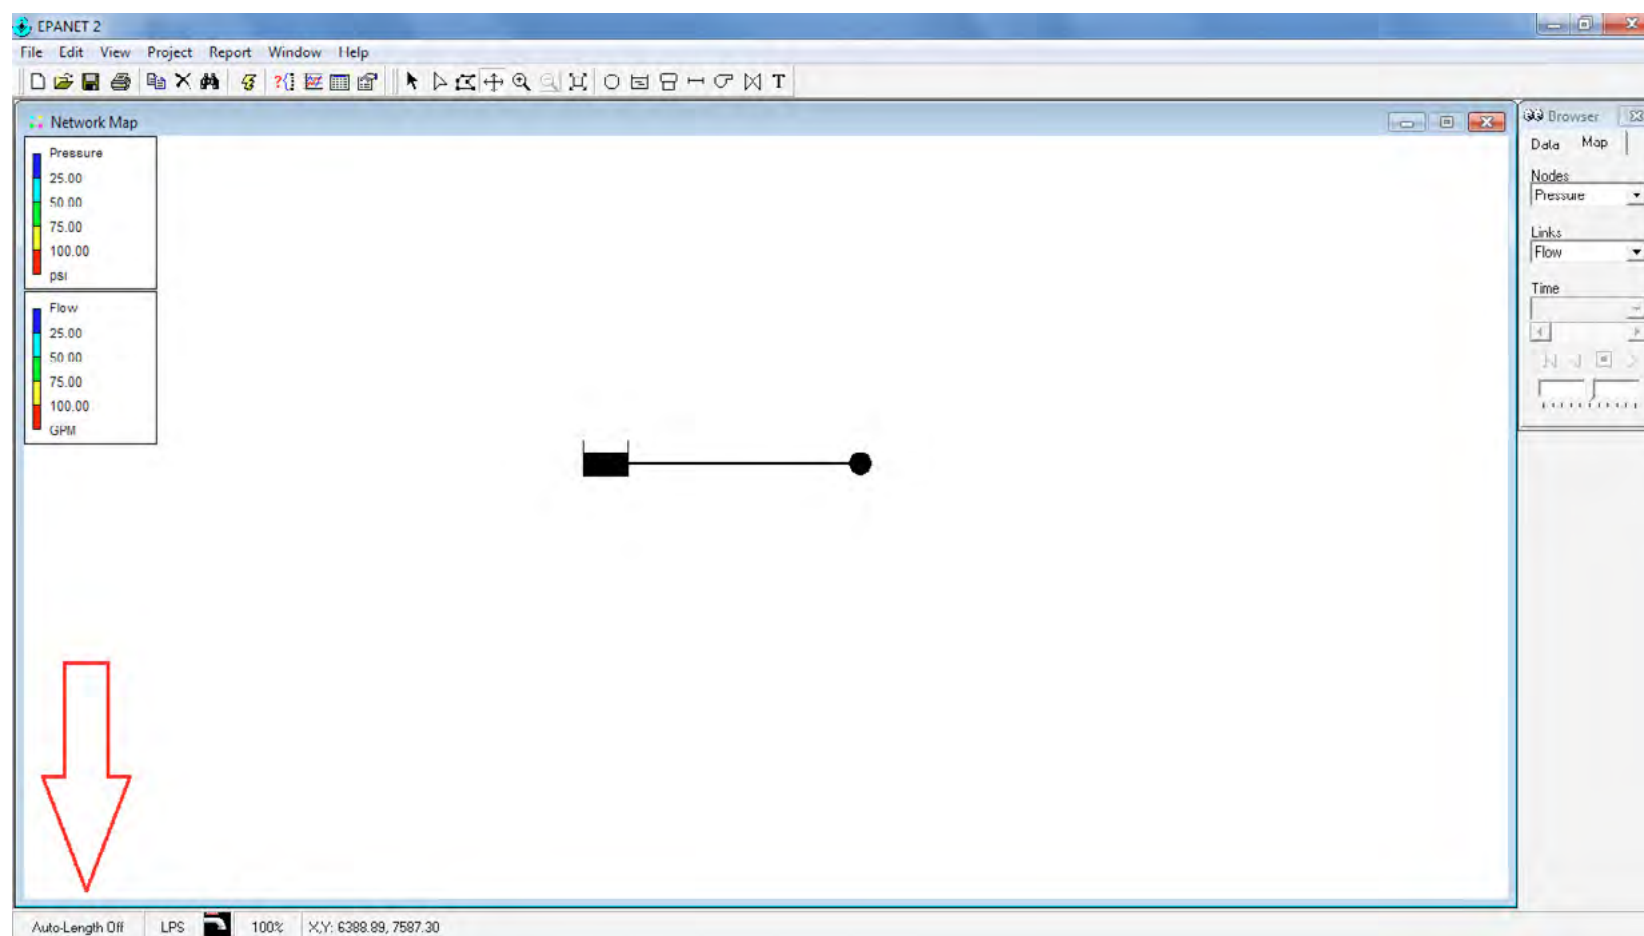 EPANET 2
File Edit View Project Report Window Help
T
Network Map
Pressure
25.00
50.00
75.00
100.00
psi
Flow
25.00
50.00
75.00
100.00
GPM
Browser
Data Map
Nodes
Pressure
Links
Flow
Time
Auto-Length Off LPS 100% X,Y: 6388.89, 7587.30